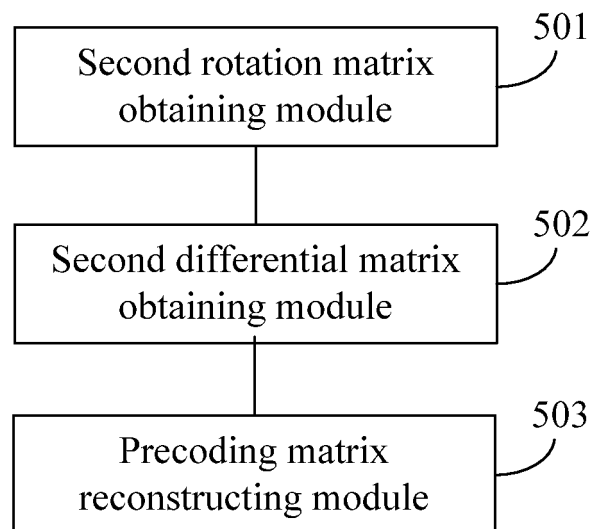 501
Second rotation matrix
obtaining module
502
Second differential matrix
obtaining module
503
Precoding matrix
reconstructing module